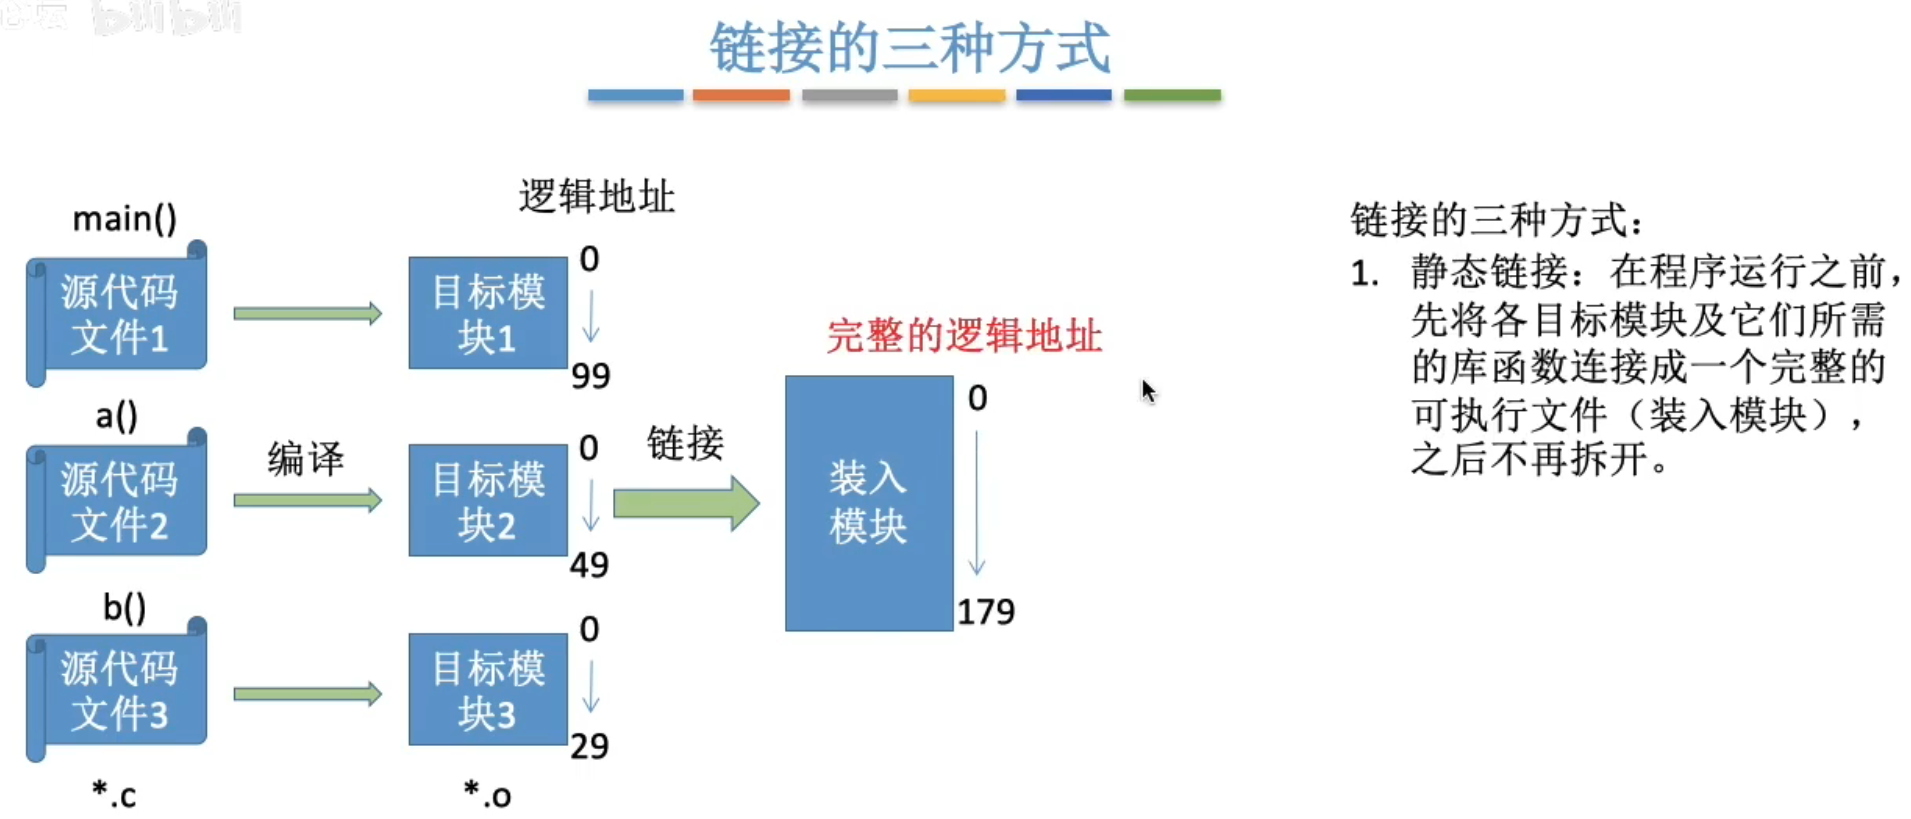 bilibili
链接的三种方式
逻辑地址
main()
源代码
文件1
目标模
块1
0
99
a()
源代码
文件2
编译
目标模
块2
0
49
链接
b()
源代码
文件3
目标模
块3
0
29
*.c
*.o
完整的逻辑地址
装入
模块
0
179
链接的三种方式：
1. 静态链接：在程序运行之前，
先将各目标模块及它们所需
的库函数连接成一个完整的
可执行文件（装入模块），
之后不再拆开。